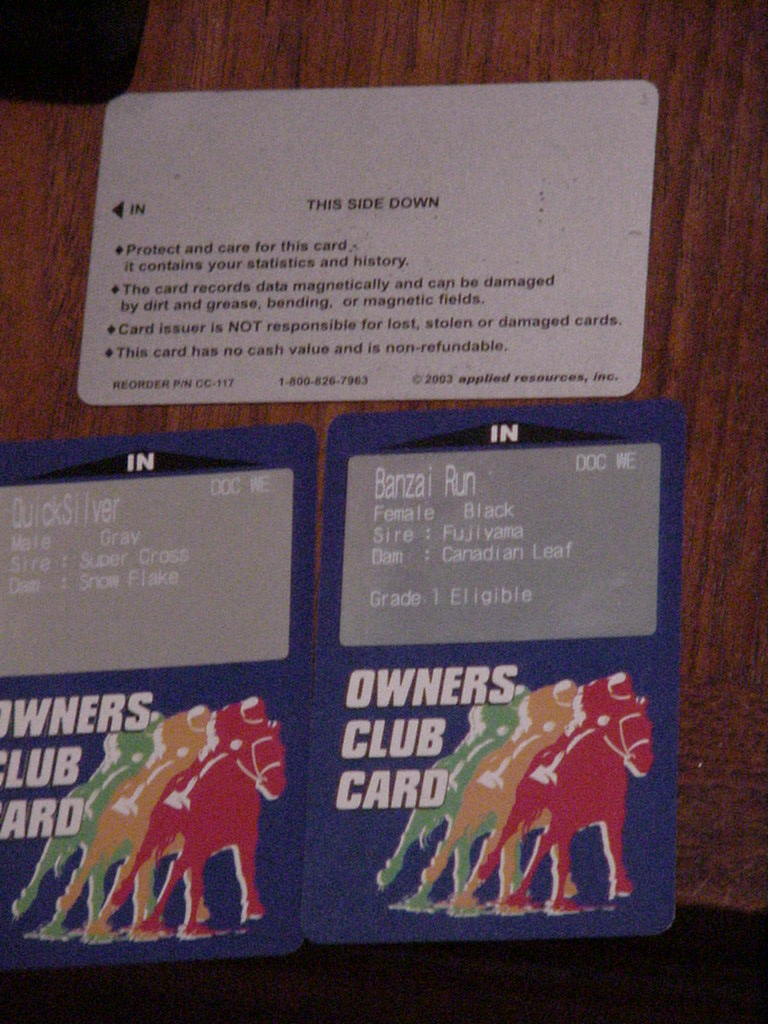 IN THIS SIDE DOWN
♦Protect and care for this card
it contains your statistics and history.
♦The card records data magnetically and can be damaged
by dirt and grease, bending, or magnetic fields.
♦Card issuer is NOT responsible for lost, stolen or damaged cards.
♦This card has no cash value and is non-refundable.
REORDER P/N CC-117 1-800-826-7963 ©2003 applied resources, inc.
IN
DOC WE
QuickSilver
Male Gray
Sire : Super Cross
Dam : Snow Flake
OWNERS
CLUB
CARD
IN
DOC WE
Banzai Run
Female Black
Sire : Fujiyama
Dam : Canadian Leaf
Grade 1 Eligible
OWNERS
CLUB
CARD